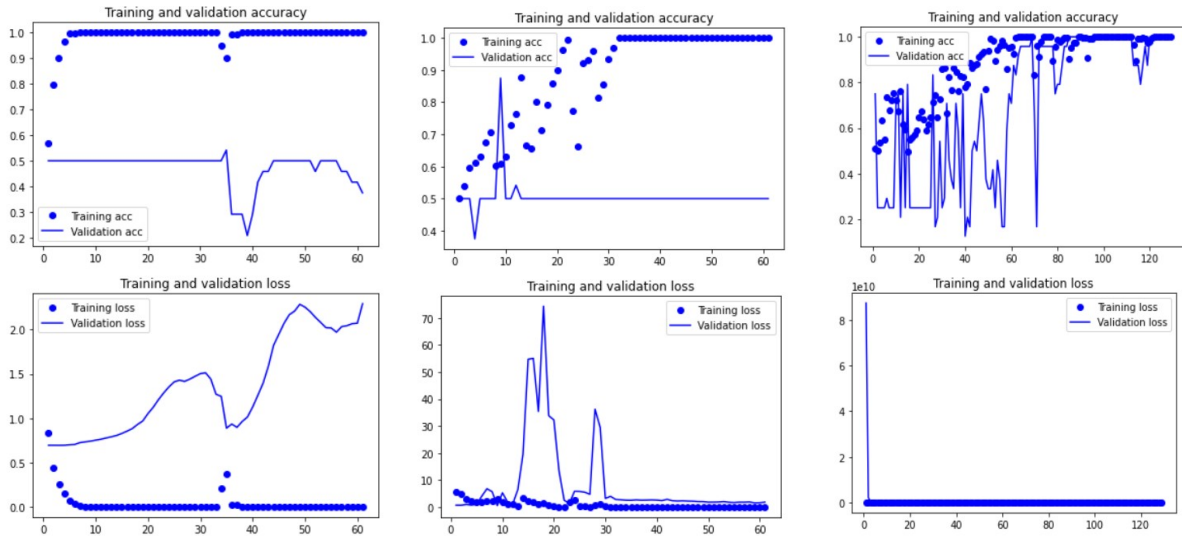 Training and validation accuracy
1.0
0.9
0.8
0.7
0.6
0.5
0.4
0.3
0.2
Training acc
Validation acc
0 10 20 30 40 50 60
Training and validation accuracy
1.0
0.9
0.8
0.7
0.6
0.5
0.4
Training acc
Validation acc
0 10 20 30 40 50 60
Training and validation accuracy
1.0
0.8
0.6
0.4
0.2
Training acc
Validation acc
0 20 40 60 80 100 120
Training and validation loss
2.0
1.5
1.0
0.5
0.0
Training loss
Validation loss
0 10 20 30 40 50 60
Training and validation loss
70
60
50
40
30
20
10
0
Training loss
Validation loss
0 10 20 30 40 50 60
Training and validation loss
1e10
8
6
4
2
0
Training loss
Validation loss
0 20 40 60 80 100 120